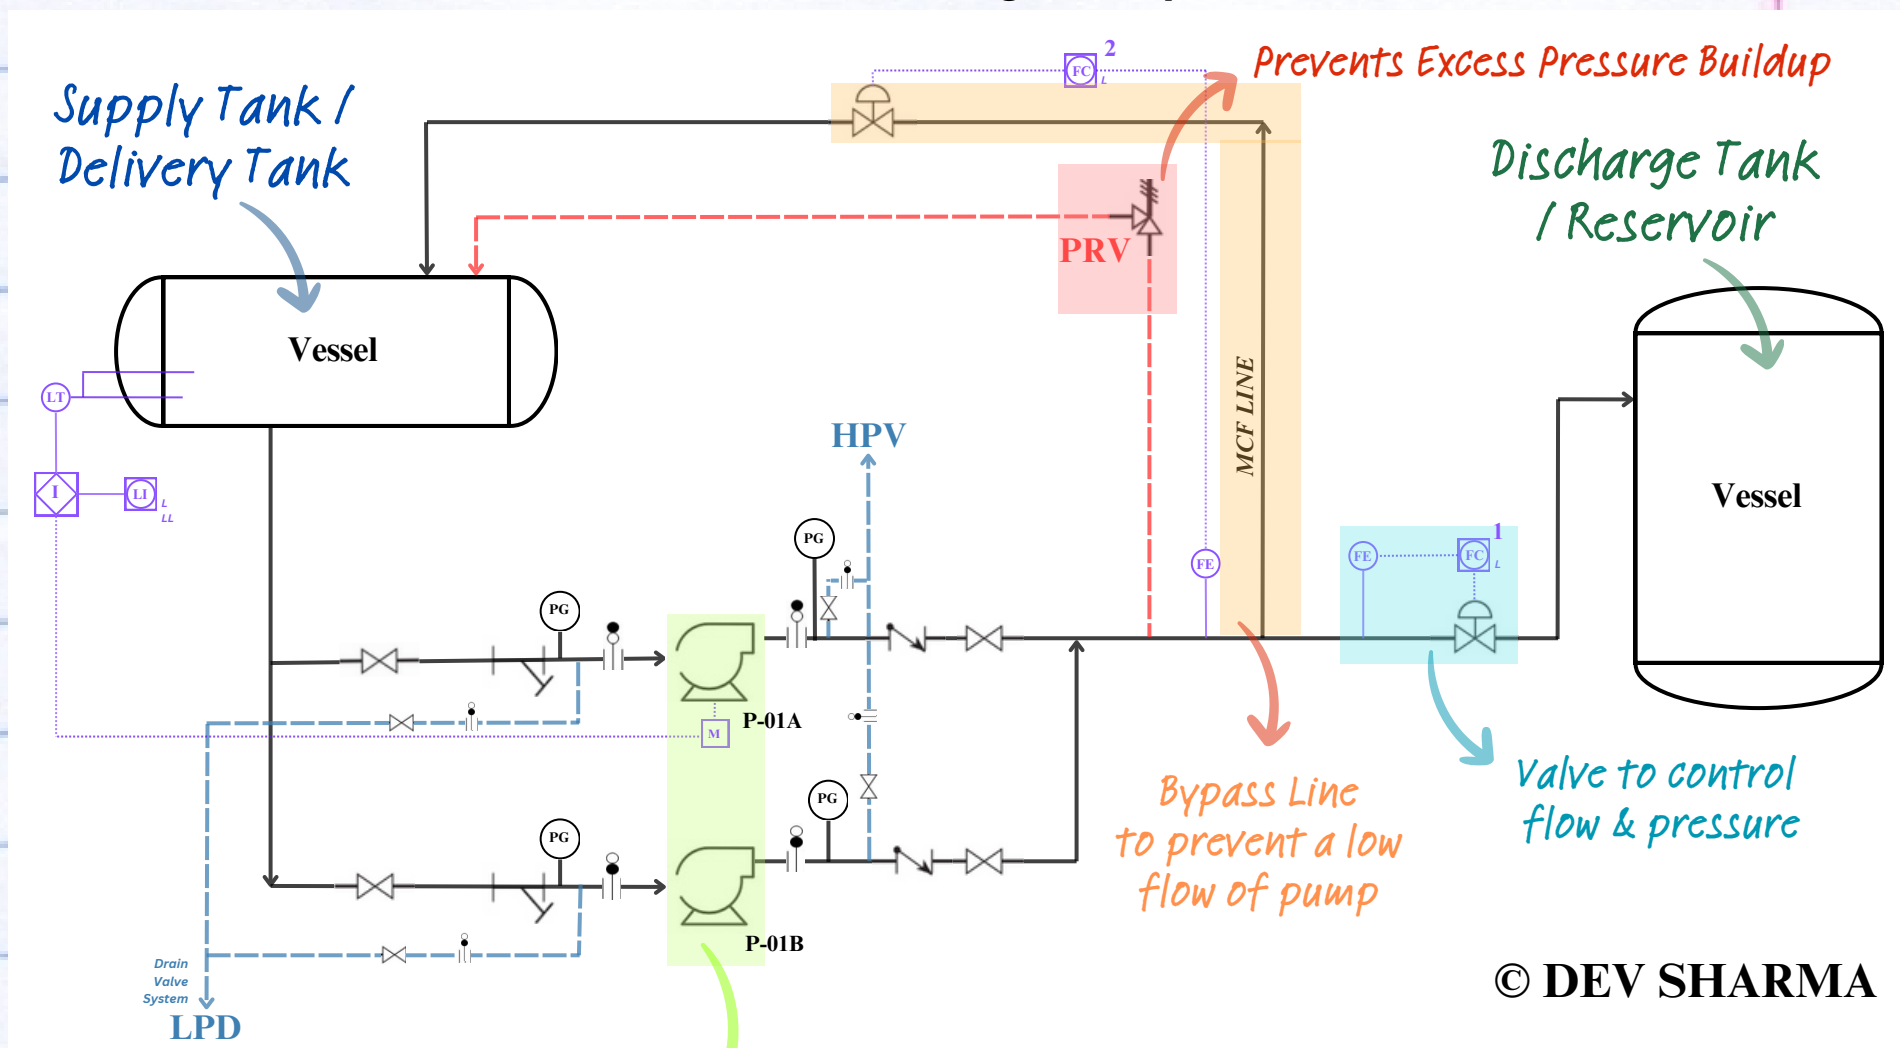 2
FC
L
Prevents Excess Pressure Buildup
Supply Tank /
Delivery Tank
Discharge Tank
/ Reservoir
PRV
Vessel
LT
MCF LINE
HPV
I
LI
L
LL
Vessel
PG
FE
FE
FC
1
L
PG
P-01A
M
Valve to control
flow & pressure
Bypass Line
to prevent a low
flow of pump
PG
PG
P-01B
Drain
Valve
System
LPD
© DEV SHARMA